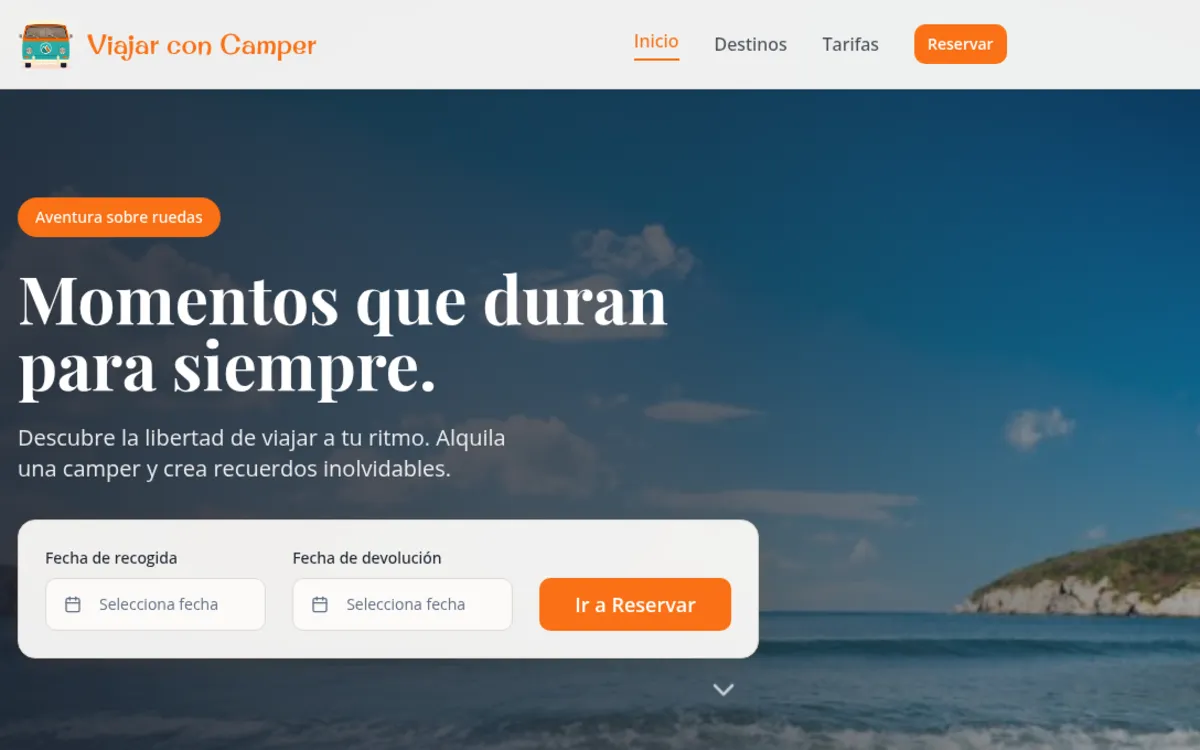 Viajar con Camper
Inicio
Destinos
Tarifas
Reservar
Aventura sobre ruedas
Momentos que duran
para siempre.
Descubre la libertad de viajar a tu ritmo. Alquila
una camper y crea recuerdos inolvidables.
Fecha de recogida
Selecciona fecha
Fecha de devolución
Selecciona fecha
Ir a Reservar